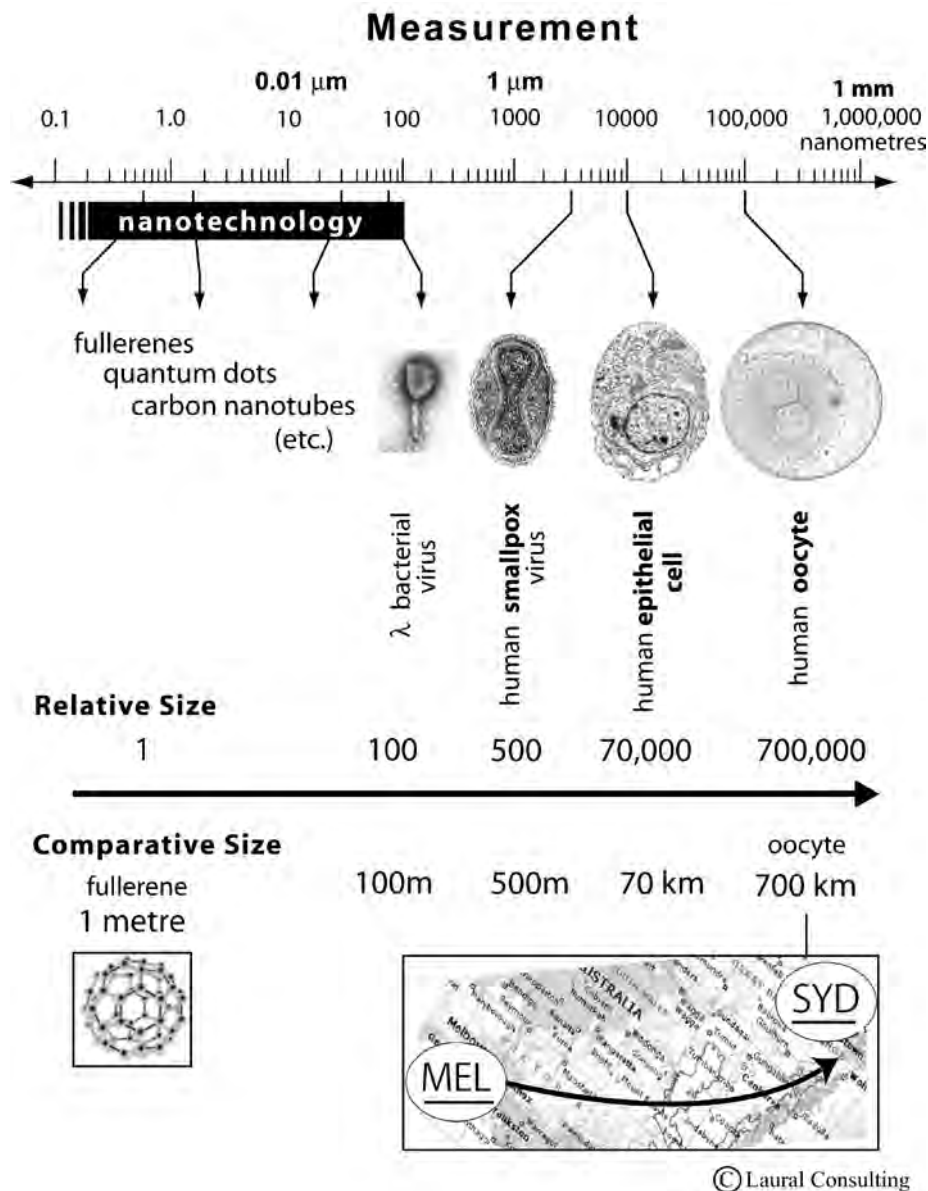 Measurement
0.01 μm 1 μm 1 mm
0.1 1.0 10 100 1000 10000 100,000 1,000,000
nanometres
nanotechnology
fullerenes
quantum dots
carbon nanotubes
(etc.)
λ bacterial
virus
human smallpox
virus
human epithelial
cell
human oocyte
Relative Size
1 100 500 70,000 700,000
Comparative Size
oocyte
fullerene
1 metre
100m 500m 70 km 700 km
SYD
MEL
© Laural Consulting